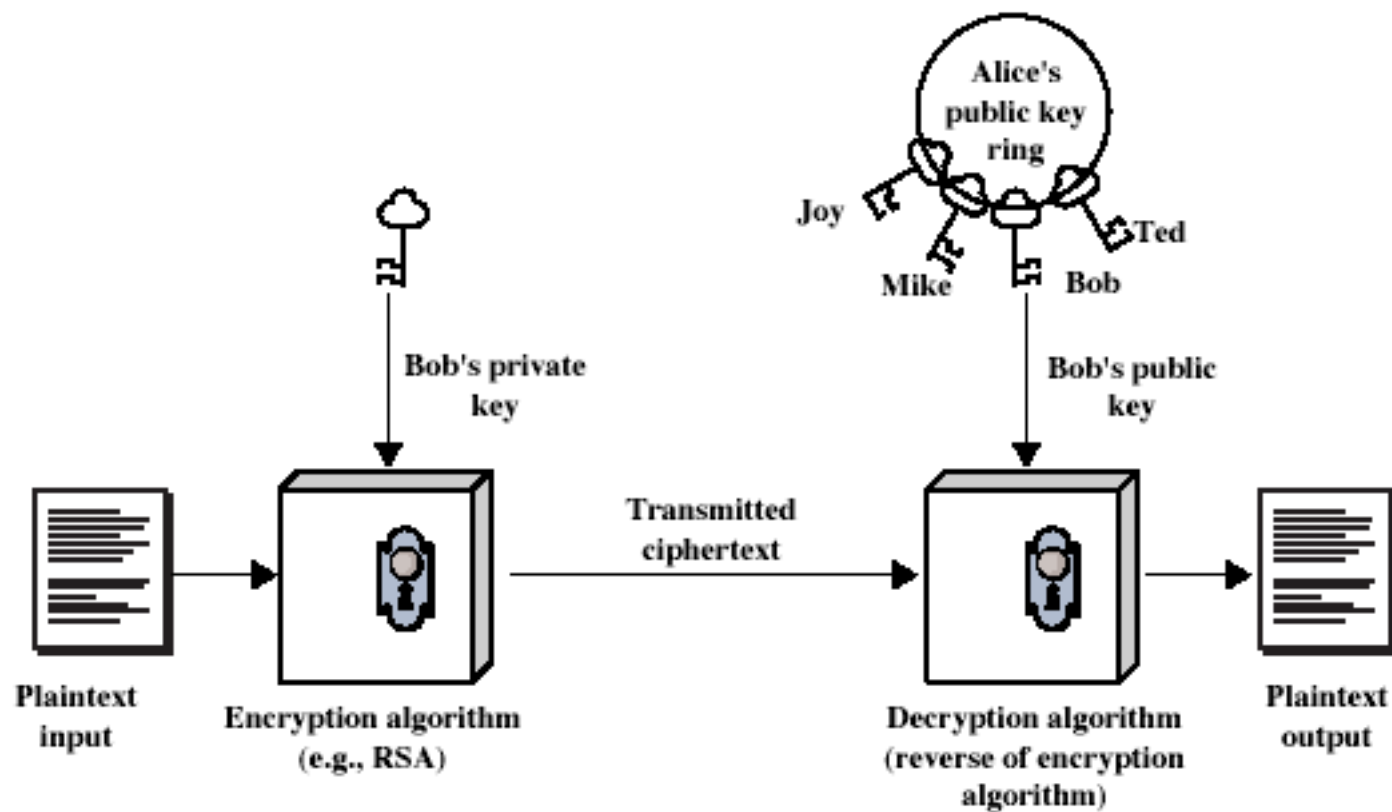 Alice's
public key
ring
Joy
Ted
Mike
Bob
Bob's private
key
Bob's public
key
Transmitted
ciphertext
Plaintext
input
Encryption algorithm
(e.g., RSA)
Decryption algorithm
(reverse of encryption
algorithm)
Plaintext
output